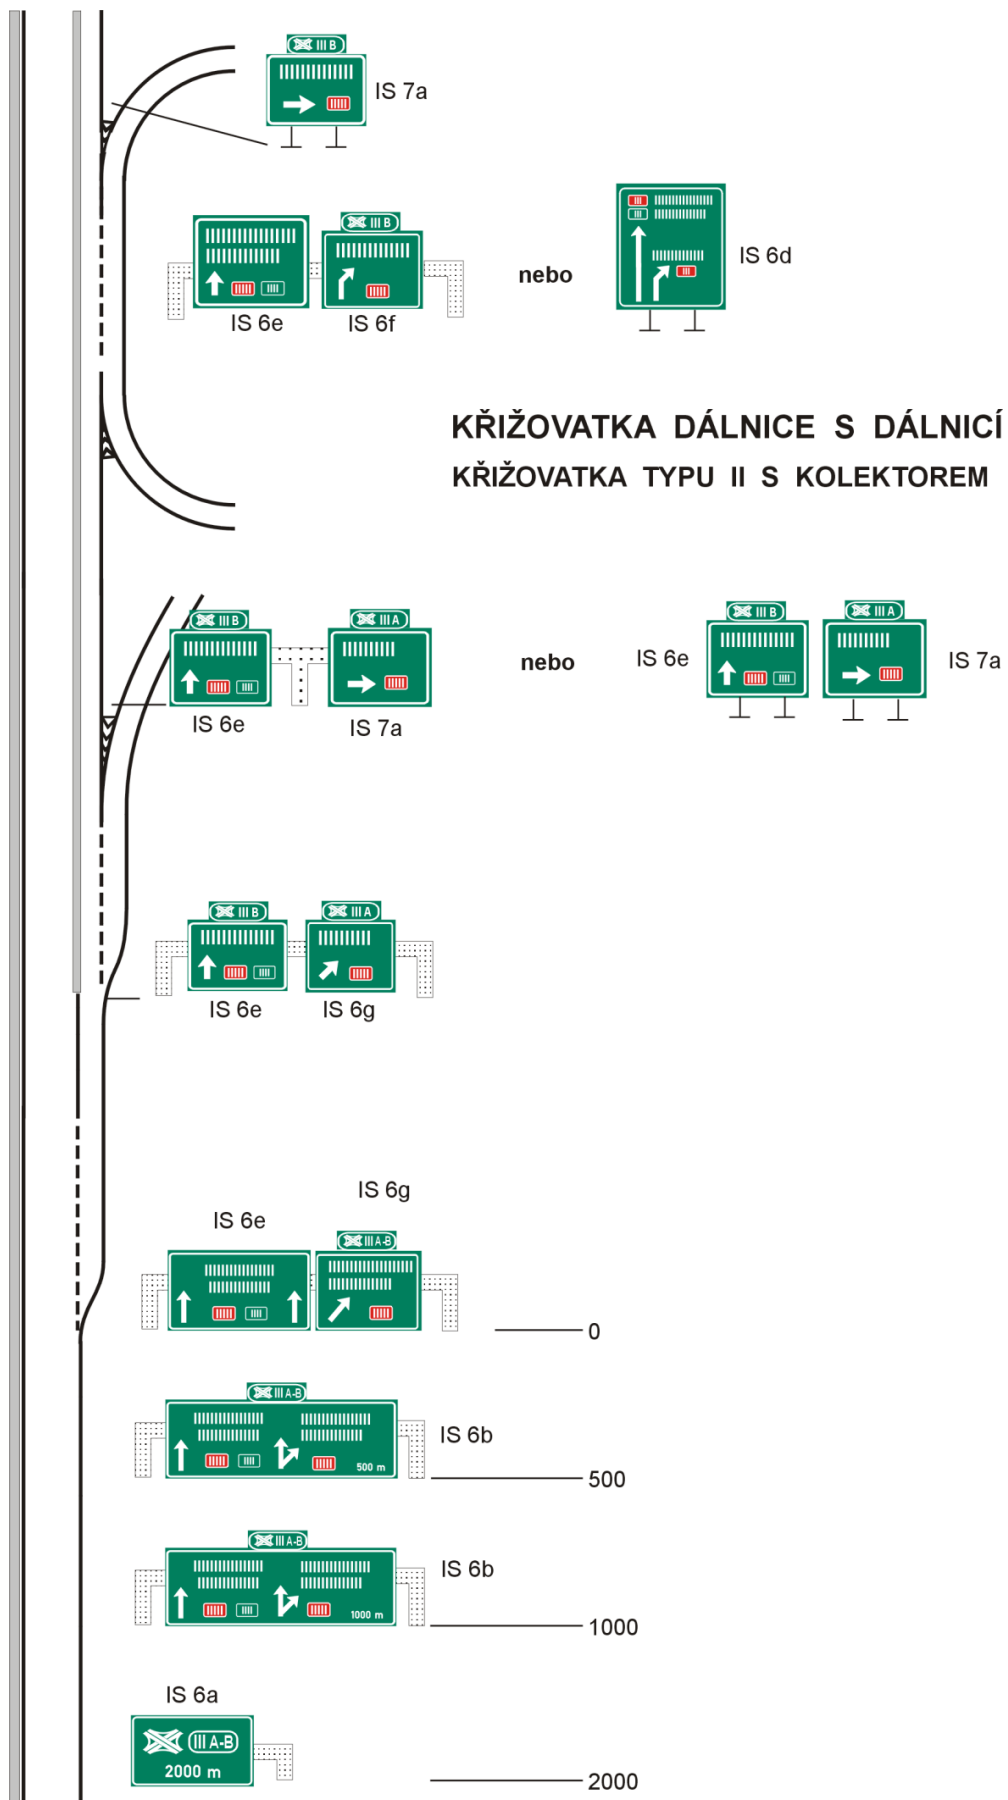 III B
IS 7a
III B
IS 6e
IS 6f
nebo
IS 6d
KŘIŽOVATKA DÁLNICE S DÁLNICÍ
KŘIŽOVATKA TYPU II S KOLEKTOREM
III B
III A
IS 6e
IS 7a
nebo
IS 6e
III B
III A
IS 7a
III B
III A
IS 6e
IS 6g
IS 6g
IS 6e
III A-B
0
III A-B
500 m
IS 6b
500
III A-B
1000 m
IS 6b
1000
IS 6a
III A-B
2000 m
2000